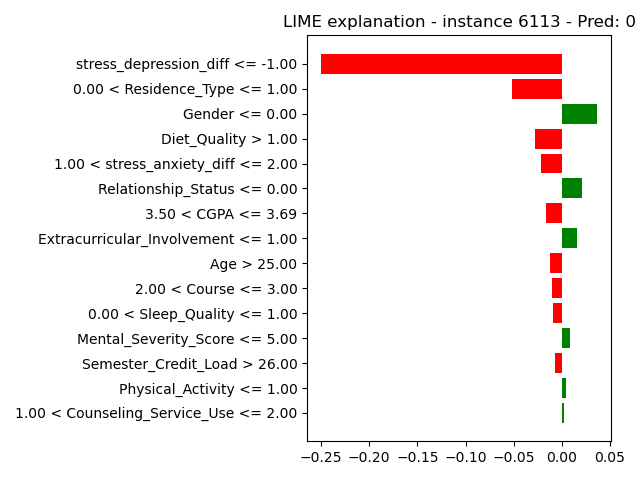 LIME explanation - instance 6113 - Pred: 0
stress_depression_diff <= -1.00
0.00 < Residence_Type <= 1.00
Gender <= 0.00
Diet_Quality > 1.00
1.00 < stress_anxiety_diff <= 2.00
Relationship_Status <= 0.00
3.50 < CGPA <= 3.69
Extracurricular_Involvement <= 1.00
Age > 25.00
2.00 < Course <= 3.00
0.00 < Sleep_Quality <= 1.00
Mental_Severity_Score <= 5.00
Semester_Credit_Load > 26.00
Physical_Activity <= 1.00
1.00 < Counseling_Service_Use <= 2.00
−0.25 −0.20 −0.15 −0.10 −0.05 0.00 0.05